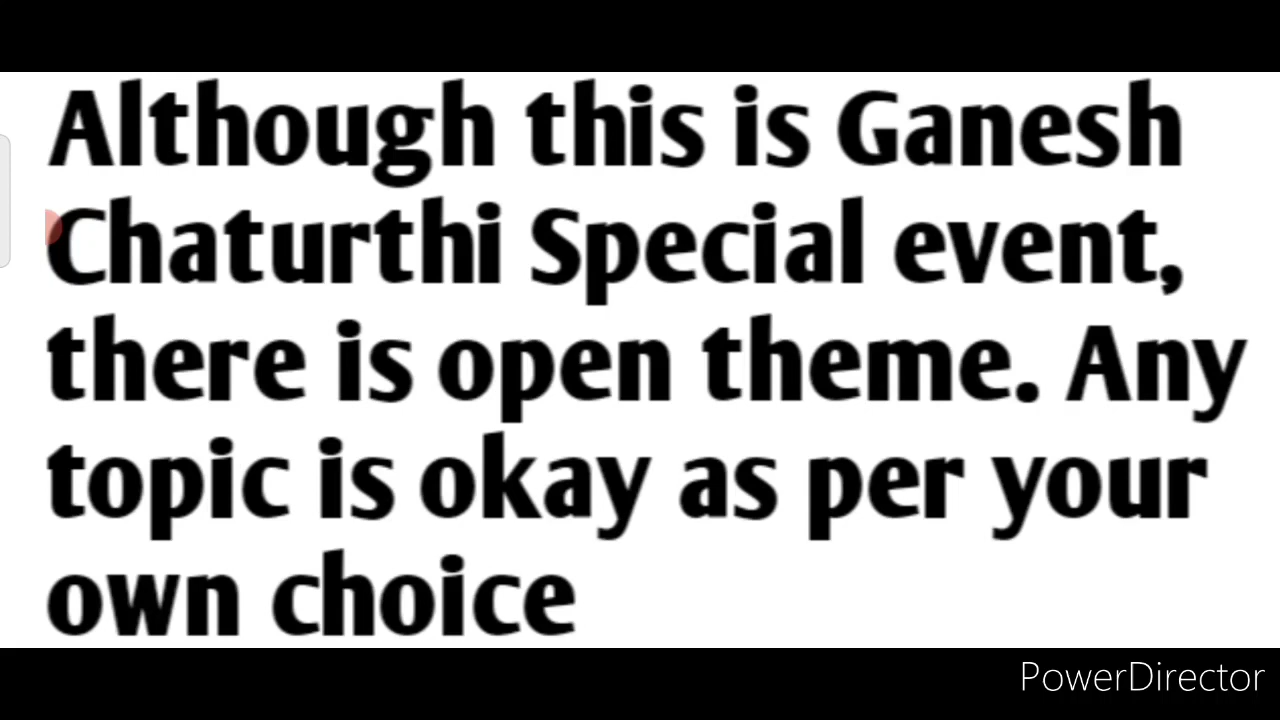 Although this is Ganesh
Chaturthi Special event,
there is open theme. Any
topic is okay as per your
own choice
PowerDirector